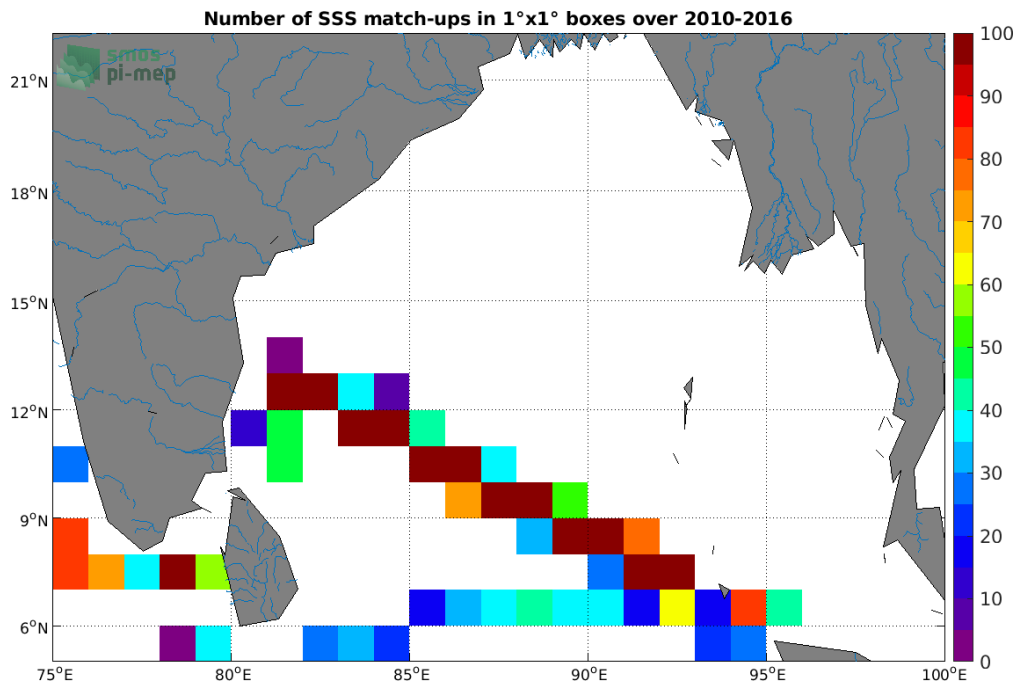 Number of SSS match-ups in 1°x1° boxes over 2010-2016
smos
pi-mep
21°N
18°N
15°N
12°N
9°N
6°N
75°E 80°E 85°E 90°E 95°E 100°E
100
90
80
70
60
50
40
30
20
10
0